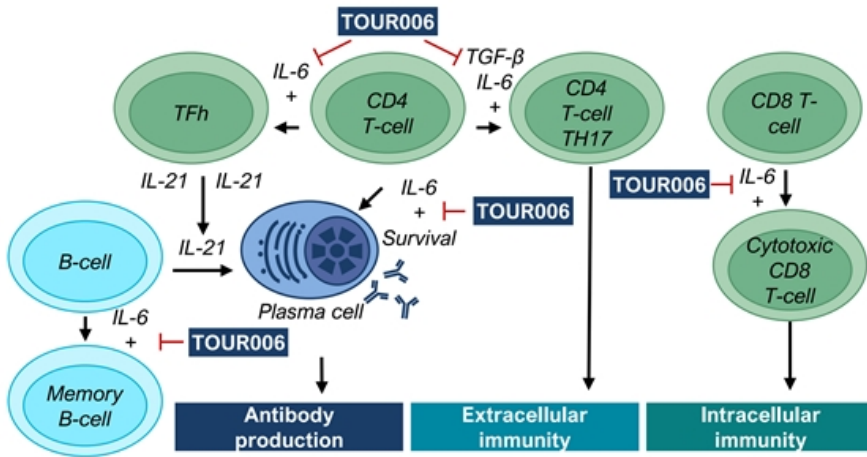 TOUR006
IL-6
+
TGF-β
IL-6
+
TFh
CD4
T-cell
CD4
T-cell
TH17
CD8 T-
cell
IL-21
IL-21
IL-6
+
Survival
TOUR006
TOUR006
IL-6
+
B-cell
IL-21
Cytotoxic
CD8
T-cell
Plasma cell
IL-6
+
TOUR006
Memory
B-cell
Antibody
production
Extracellular
immunity
Intracellular
immunity